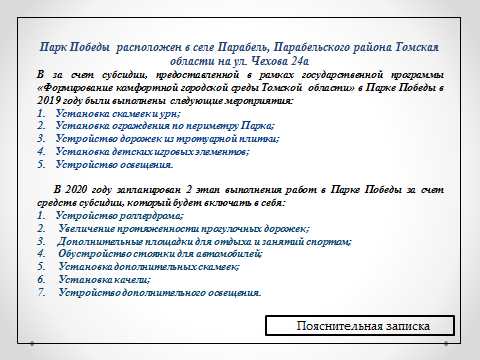 Парк Победы расположен в селе Парабель, Парабельского района Томская
области на ул. Чехова 24а
В за счет субсидии, предоставленной в рамках государственной программы
«Формирование комфортной городской среды Томской области» в Парке Победы в
2019 году были выполнены следующие мероприятия:
1. Установка скамеек и урн;
2. Установка ограждения по периметру Парка;
3. Устройство дорожек из тротуарной плитки;
4. Установка детских игровых элементов;
5. Устройство освещения.
В 2020 году запланирован 2 этап выполнения работ в Парке Победы за счет
средств субсидии, который будет включать в себя:
1. Устройство роллердрома;
2. Увеличение протяженности прогулочных дорожек;
3. Дополнительные площадки для отдыха и занятий спортом;
4. Обустройство стоянки для автомобилей;
5. Установка дополнительных скамеек;
6. Установка качели;
7. Устройство дополнительного освещения.
Пояснительная записка